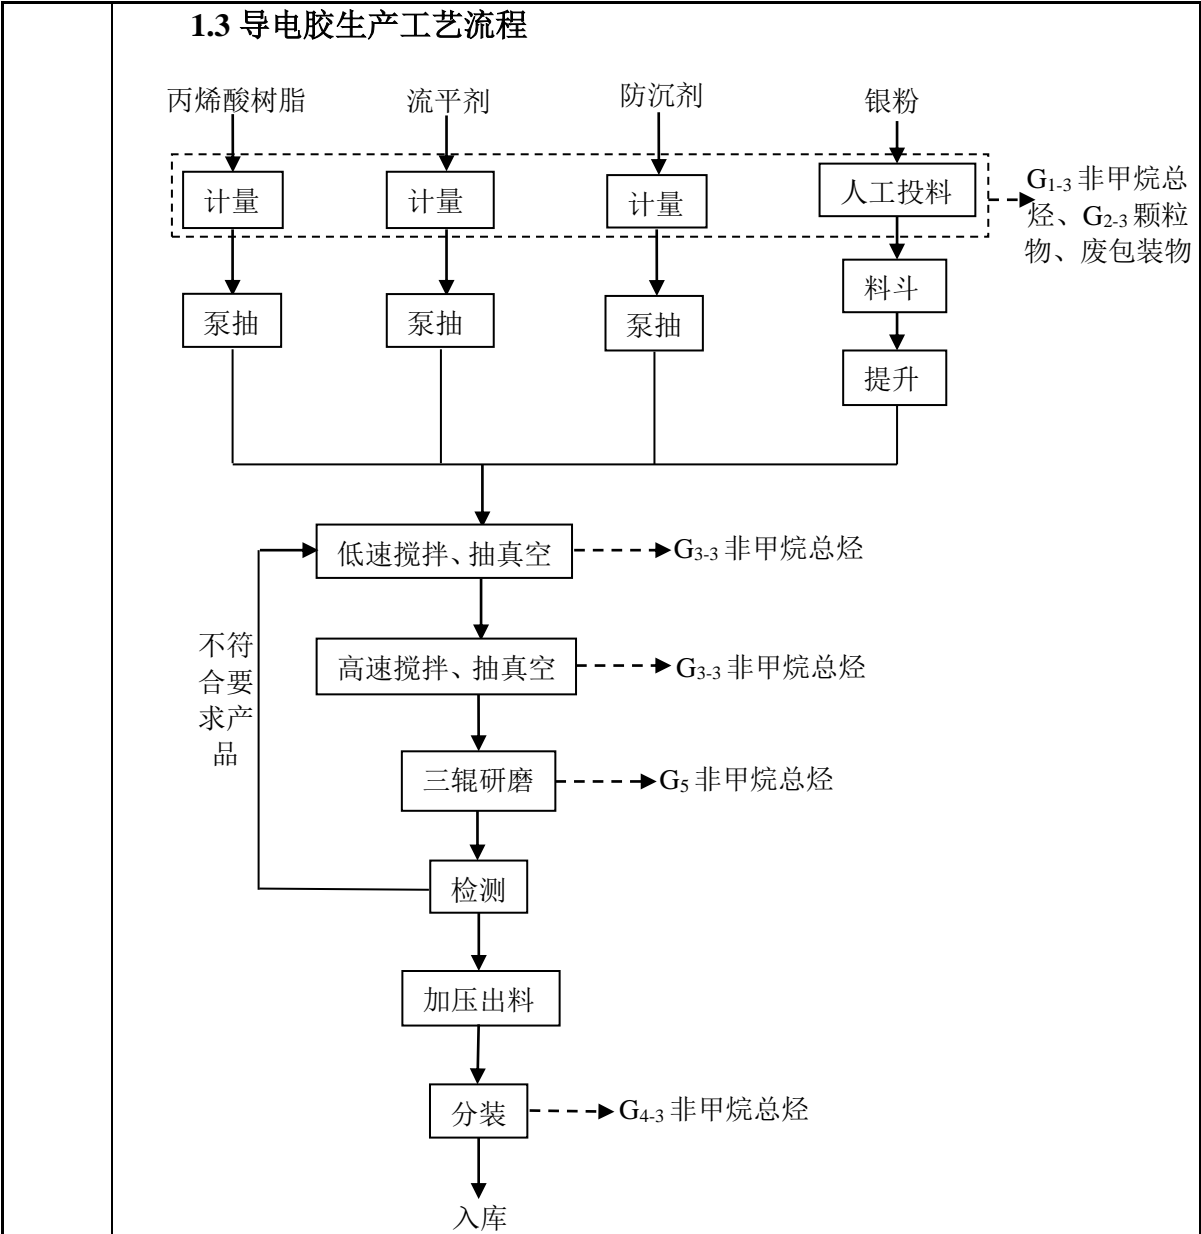 1.3 导电胶生产工艺流程
丙烯酸树脂
流平剂
防沉剂
银粉
计量
计量
计量
人工投料
G1-3 非甲烷总
烃、G2-3 颗粒
物、废包装物
泵抽
泵抽
泵抽
料斗
提升
低速搅拌、抽真空
G3-3 非甲烷总烃
不符
合要
求产
品
高速搅拌、抽真空
G3-3 非甲烷总烃
三辊研磨
G5 非甲烷总烃
检测
加压出料
分装
G4-3 非甲烷总烃
入库